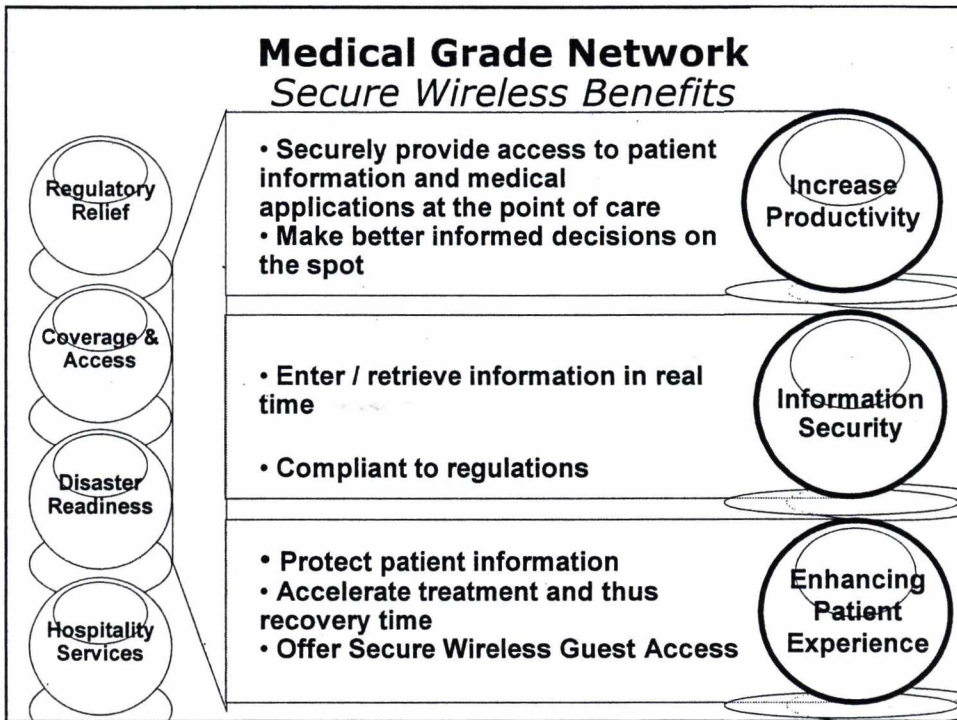 Medical Grade Network
Secure Wireless Benefits
Regulatory
Relief
Coverage &
Access
Disaster
Readiness
Hospitality
Services
• Securely provide access to patient
information and medical
applications at the point of care
• Make better informed decisions on
the spot
Increase
Productivity
• Enter / retrieve information in real
time
• Compliant to regulations
Information
Security
• Protect patient information
• Accelerate treatment and thus
recovery time
• Offer Secure Wireless Guest Access
Enhancing
Patient
Experience